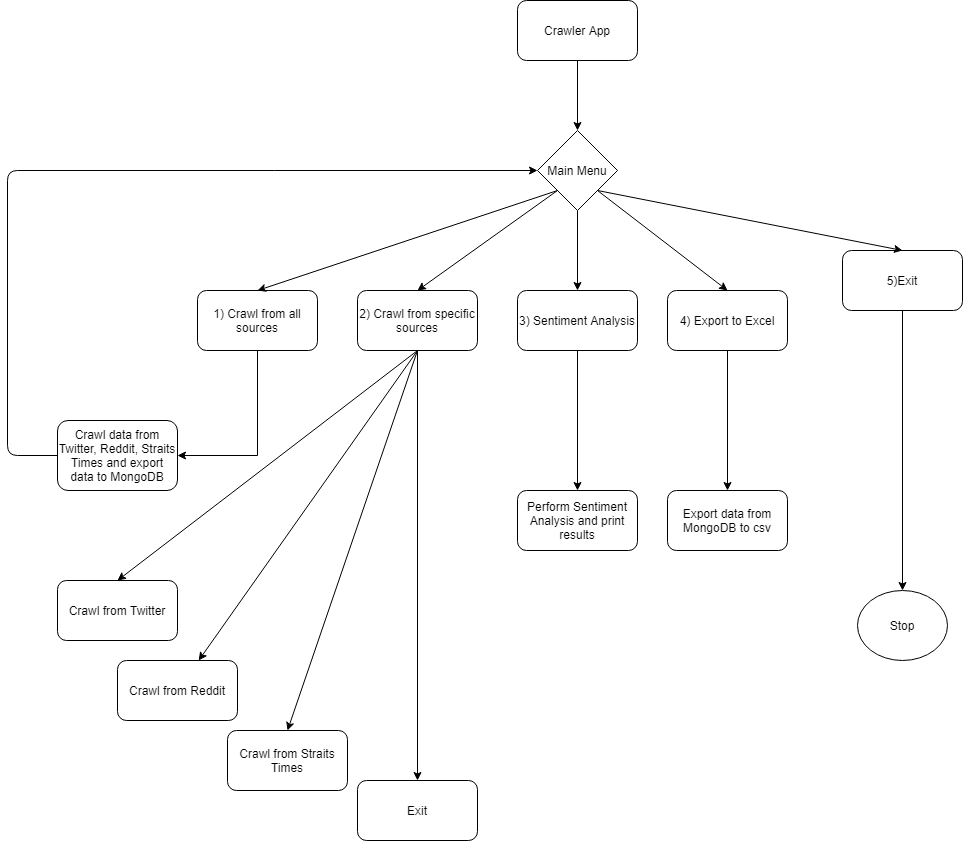 Crawler App
Main Menu
5)Exit
1) Crawl from all
sources
2) Crawl from specific
sources
3) Sentiment Analysis
4) Export to Excel
Crawl data from
Twitter, Reddit, Straits
Times and export
data to MongoDB
Perform Sentiment
Analysis and print
results
Export data from
MongoDB to csv
Crawl from Twitter
Stop
Crawl from Reddit
Crawl from Straits
Times
Exit